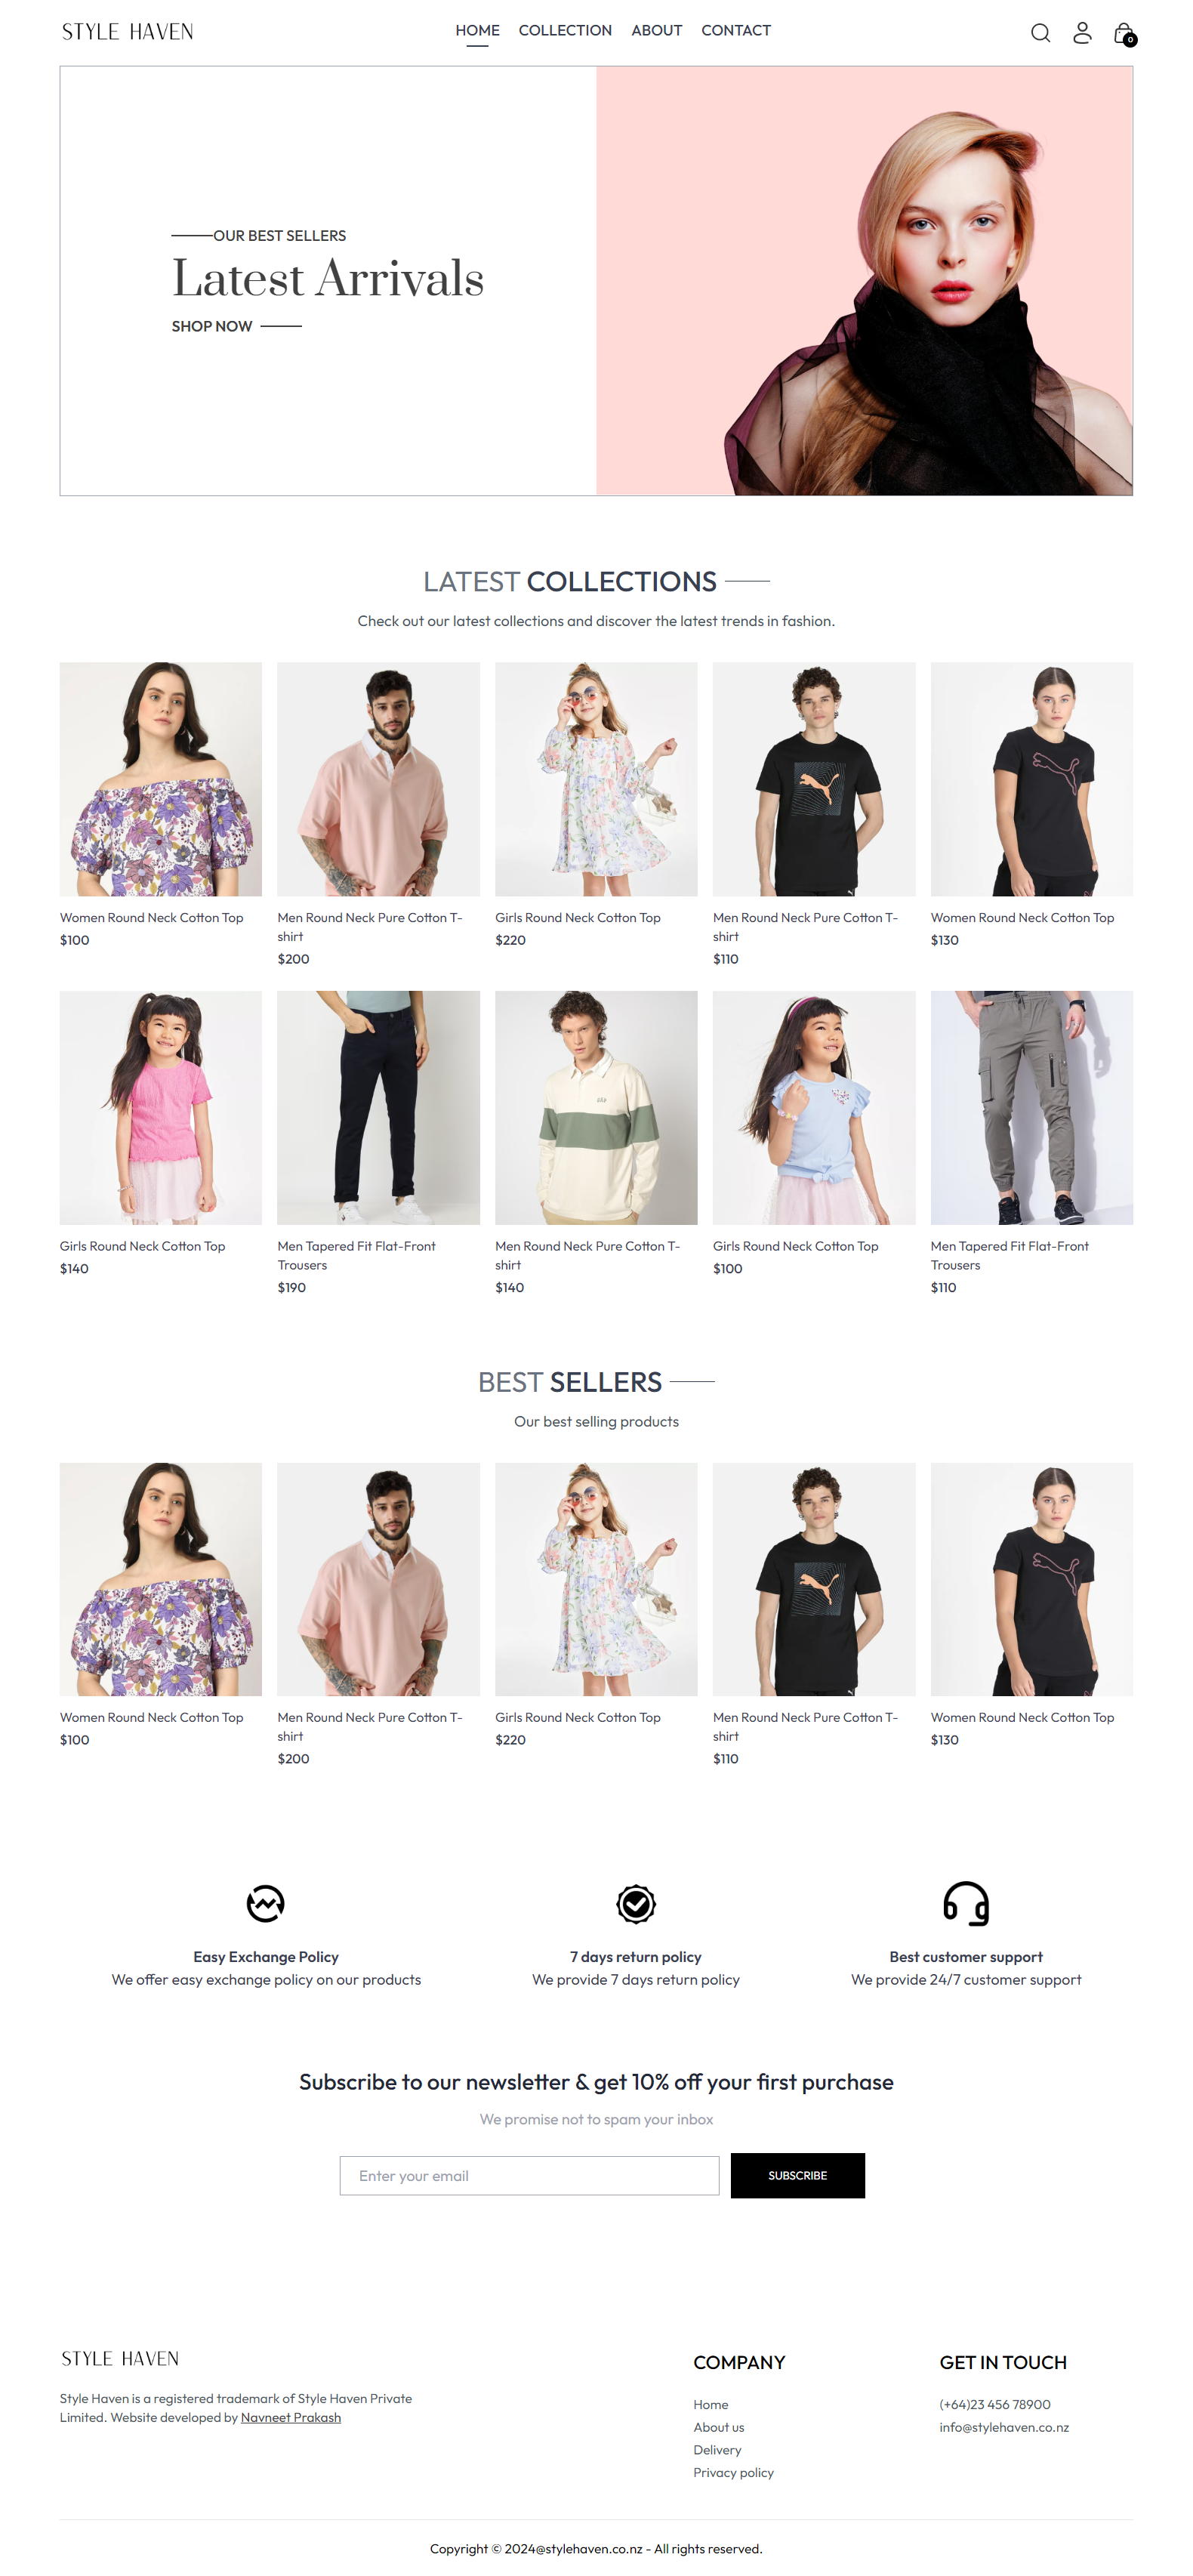 STYLE HAVEN
HOME
COLLECTION
ABOUT
CONTACT
0
OUR BEST SELLERS
Latest Arrivals
SHOP NOW
LATEST COLLECTIONS
Check out our latest collections and discover the latest trends in fashion.
Women Round Neck Cotton Top
$100
Men Round Neck Pure Cotton T-
shirt
$200
Girls Round Neck Cotton Top
$220
Men Round Neck Pure Cotton T-
shirt
$110
Women Round Neck Cotton Top
$130
GAP
Girls Round Neck Cotton Top
$140
Men Tapered Fit Flat-Front
Trousers
$190
Men Round Neck Pure Cotton T-
shirt
$140
Girls Round Neck Cotton Top
$100
Men Tapered Fit Flat-Front
Trousers
$110
BEST SELLERS
Our best selling products
Women Round Neck Cotton Top
$100
Men Round Neck Pure Cotton T-
shirt
$200
Girls Round Neck Cotton Top
$220
Men Round Neck Pure Cotton T-
shirt
$110
Women Round Neck Cotton Top
$130
Easy Exchange Policy
We offer easy exchange policy on our products
7 days return policy
We provide 7 days return policy
Best customer support
We provide 24/7 customer support
Subscribe to our newsletter & get 10% off your first purchase
We promise not to spam your inbox
Enter your email
SUBSCRIBE
STYLE HAVEN
Style Haven is a registered trademark of Style Haven Private
Limited. Website developed by Navneet Prakash
COMPANY
Home
About us
Delivery
Privacy policy
GET IN TOUCH
(+64)23 456 78900
info@stylehaven.co.nz
Copyright © 2024@stylehaven.co.nz - All rights reserved.